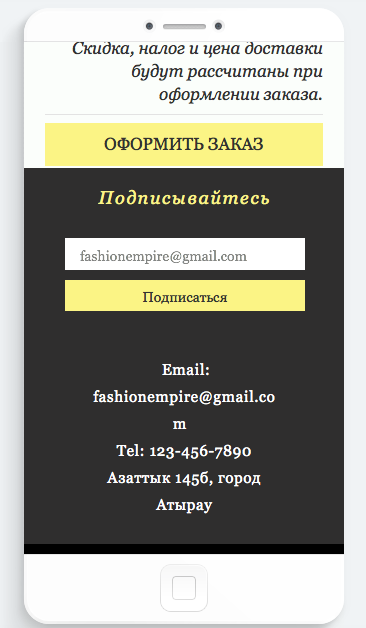 Скидка, налог и цена доставки
будут рассчитаны при
оформлении заказа.
ОФОРМИТЬ ЗАКАЗ
Подписывайтесь
fashionempire@gmail.com
Подписаться
Email:
fashionempire@gmail.co
m
Tel: 123-456-7890
Азаттык 145б, город
Атырау